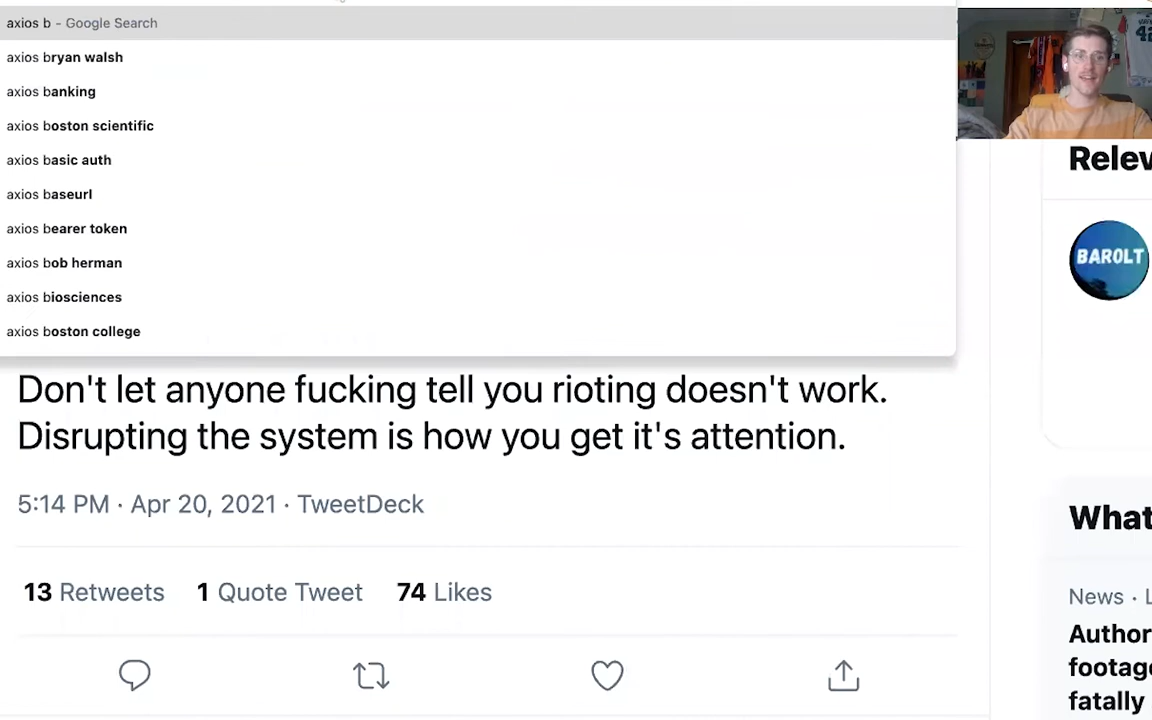 axios b - Google Search
axios bryan walsh
axios banking
axios boston scientific
axios basic auth
axios baseurl
axios bearer token
axios bob herman
axios biosciences
axios boston college
Relev
BAROLT
Don't let anyone fucking tell you rioting doesn't work.
Disrupting the system is how you get it's attention.
5:14 PM · Apr 20, 2021 · TweetDeck
13 Retweets 1 Quote Tweet 74 Likes
What
News · L
Author
footage
fatally